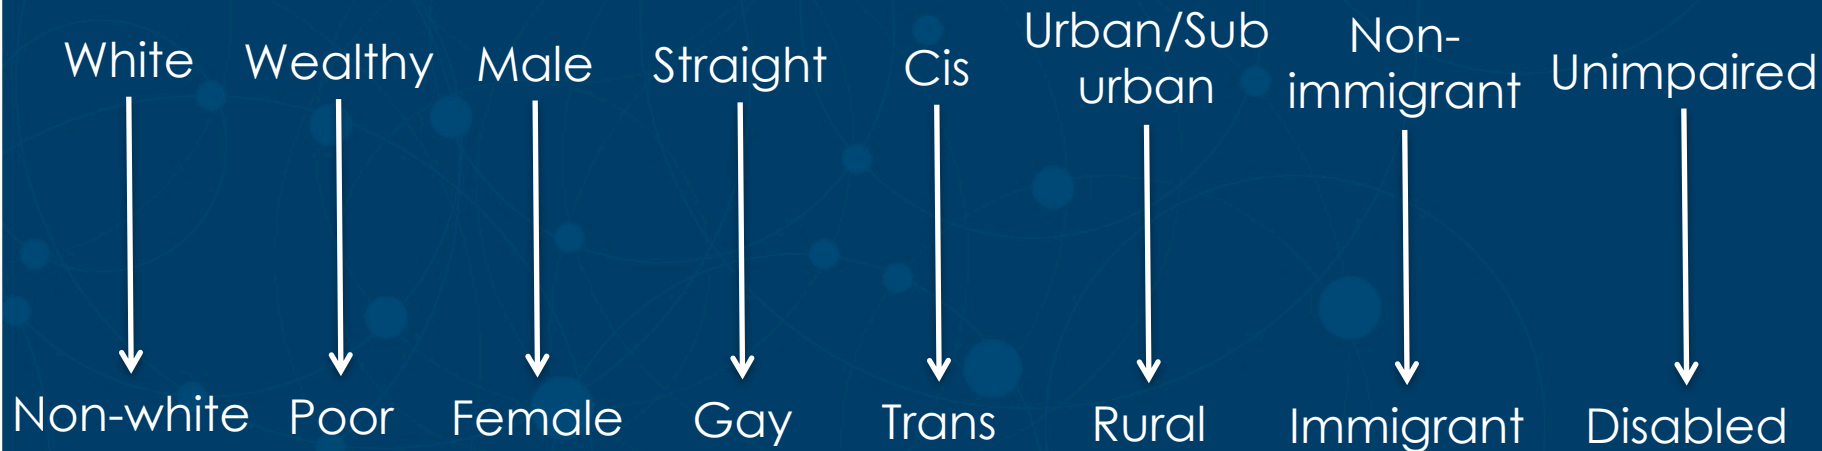 White
Wealthy
Male
Straight
Cis
Urban/Sub
urban
Non-
immigrant
Unimpaired
Non-white
Poor
Female
Gay
Trans
Rural
Immigrant
Disabled